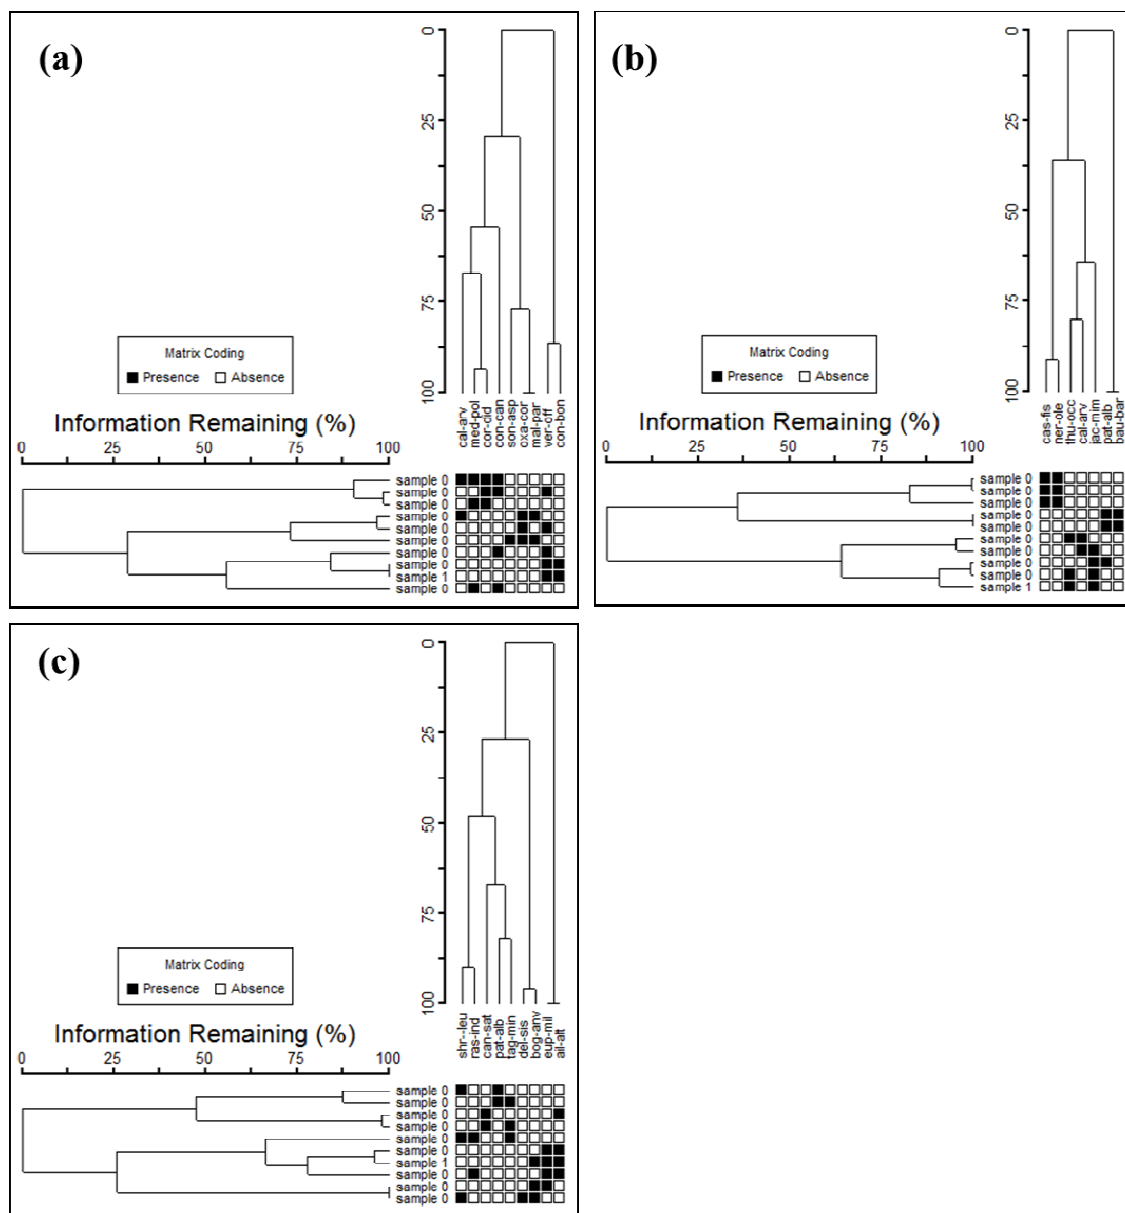 (a)
0
25
50
75
100
Matrix Coding
Presence Absence
cal-arv
med-pol
cor-did
con-can
son-asp
oxa-cor
mal-par
ver-off
con-bon
Information Remaining (%)
0 25 50 75 100
sample 0
sample 0
sample 0
sample 0
sample 0
sample 0
sample 0
sample 0
sample 1
sample 0
(b)
0
25
50
75
100
Matrix Coding
Presence Absence
cas-fis
ner-ole
thu-occ
cal-arv
jac-mim
pat-alb
bau-bar
Information Remaining (%)
0 25 50 75 100
sample 0
sample 0
sample 0
sample 0
sample 0
sample 0
sample 0
sample 0
sample 0
sample 1
(c)
0
25
50
75
100
Matrix Coding
Presence Absence
shr--leu
ras-ind
can-sat
pat-alb
tag-min
del-sis
bog-anv
eup-mil
ail-alt
Information Remaining (%)
0 25 50 75 100
sample 0
sample 0
sample 0
sample 0
sample 0
sample 0
sample 1
sample 0
sample 0
sample 0